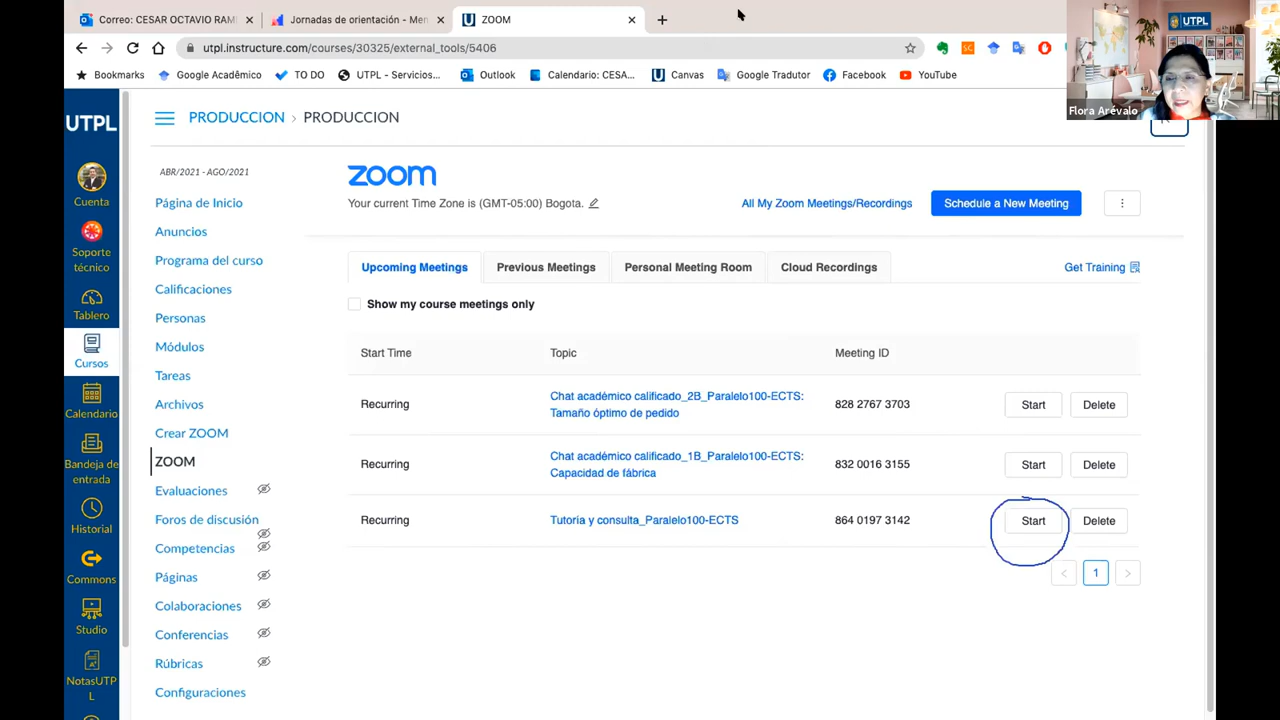 Correo: CESAR OCTAVIO RAM
Jornadas de orientación - Men
ZOOM
utpl.instructure.com/courses/30325/external_tools/5406
Bookmarks
Google Académico
TO DO
UTPL - Servicios...
Outlook
Calendario: CESA...
Canvas
Google Tradutor
Facebook
YouTube
UTPL
Flora Arévalo
UTPL
Cuenta
Soporte
técnico
Tablero
Cursos
Calendario
Bandeja de
entrada
Historial
Commons
Studio
NotasUTP
L
PRODUCCION › PRODUCCION
ABR/2021 - AGO/2021
Página de Inicio
Anuncios
Programa del curso
Calificaciones
Personas
Módulos
Tareas
Archivos
Crear ZOOM
ZOOM
Evaluaciones
Foros de discusión
Competencias
Páginas
Colaboraciones
Conferencias
Rúbricas
Configuraciones
zoom
Your current Time Zone is (GMT-05:00) Bogota.
All My Zoom Meetings/Recordings
Schedule a New Meeting
Upcoming Meetings
Previous Meetings
Personal Meeting Room
Cloud Recordings
Get Training
Show my course meetings only
Start Time
Topic
Meeting ID
Recurring
Chat académico calificado_2B_Paralelo100-ECTS:
Tamaño óptimo de pedido
828 2767 3703
Start
Delete
Recurring
Chat académico calificado_1B_Paralelo100-ECTS:
Capacidad de fábrica
832 0016 3155
Start
Delete
Recurring
Tutoria y consulta_Paralelo100-ECTS
864 0197 3142
Start
Delete
< 1 >